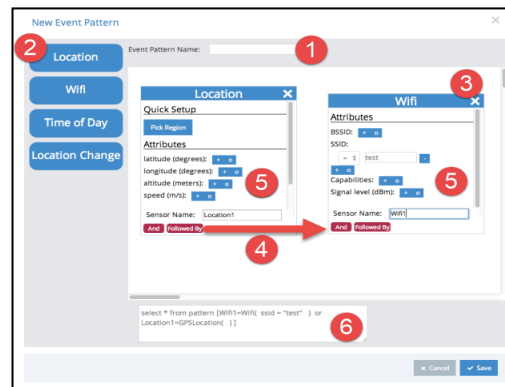 New Event Pattern
×
2
Location
Wifi
Time of Day
Location Change
Event Pattern Name:
1
Location ×
Quick Setup
Pick Region
Attributes
latitude (degrees): + o
longitude (degrees): + o
altitude (meters): + o
speed (m/s): + o
5
Sensor Name: Location1
And Followed By
4
3
Wifi ×
Attributes
BSSID: + o
SSID:
= test -
+ o
Capabilities: + o
Signal level (dBm): + o
5
Sensor Name: Wifi1
And Followed By
select * from pattern [Wifi1=Wifi( ssid = "test" ) or
Location1=GPSLocation( ) ]
6
× Cancel
✔ Save